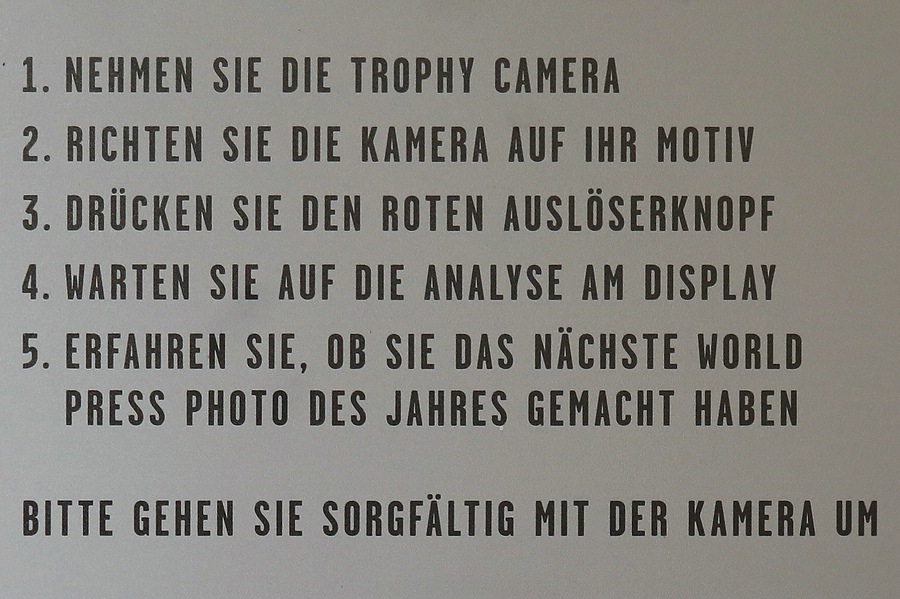 1. NEHMEN SIE DIE TROPHY CAMERA
2. RICHTEN SIE DIE KAMERA AUF IHR MOTIV
3. DRÜCKEN SIE DEN ROTEN AUSLÖSERKNOPF
4. WARTEN SIE AUF DIE ANALYSE AM DISPLAY
5. ERFAHREN SIE, OB SIE DAS NÄCHSTE WORLD
PRESS PHOTO DES JAHRES GEMACHT HABEN
BITTE GEHEN SIE SORGFÄLTIG MIT DER KAMERA UM